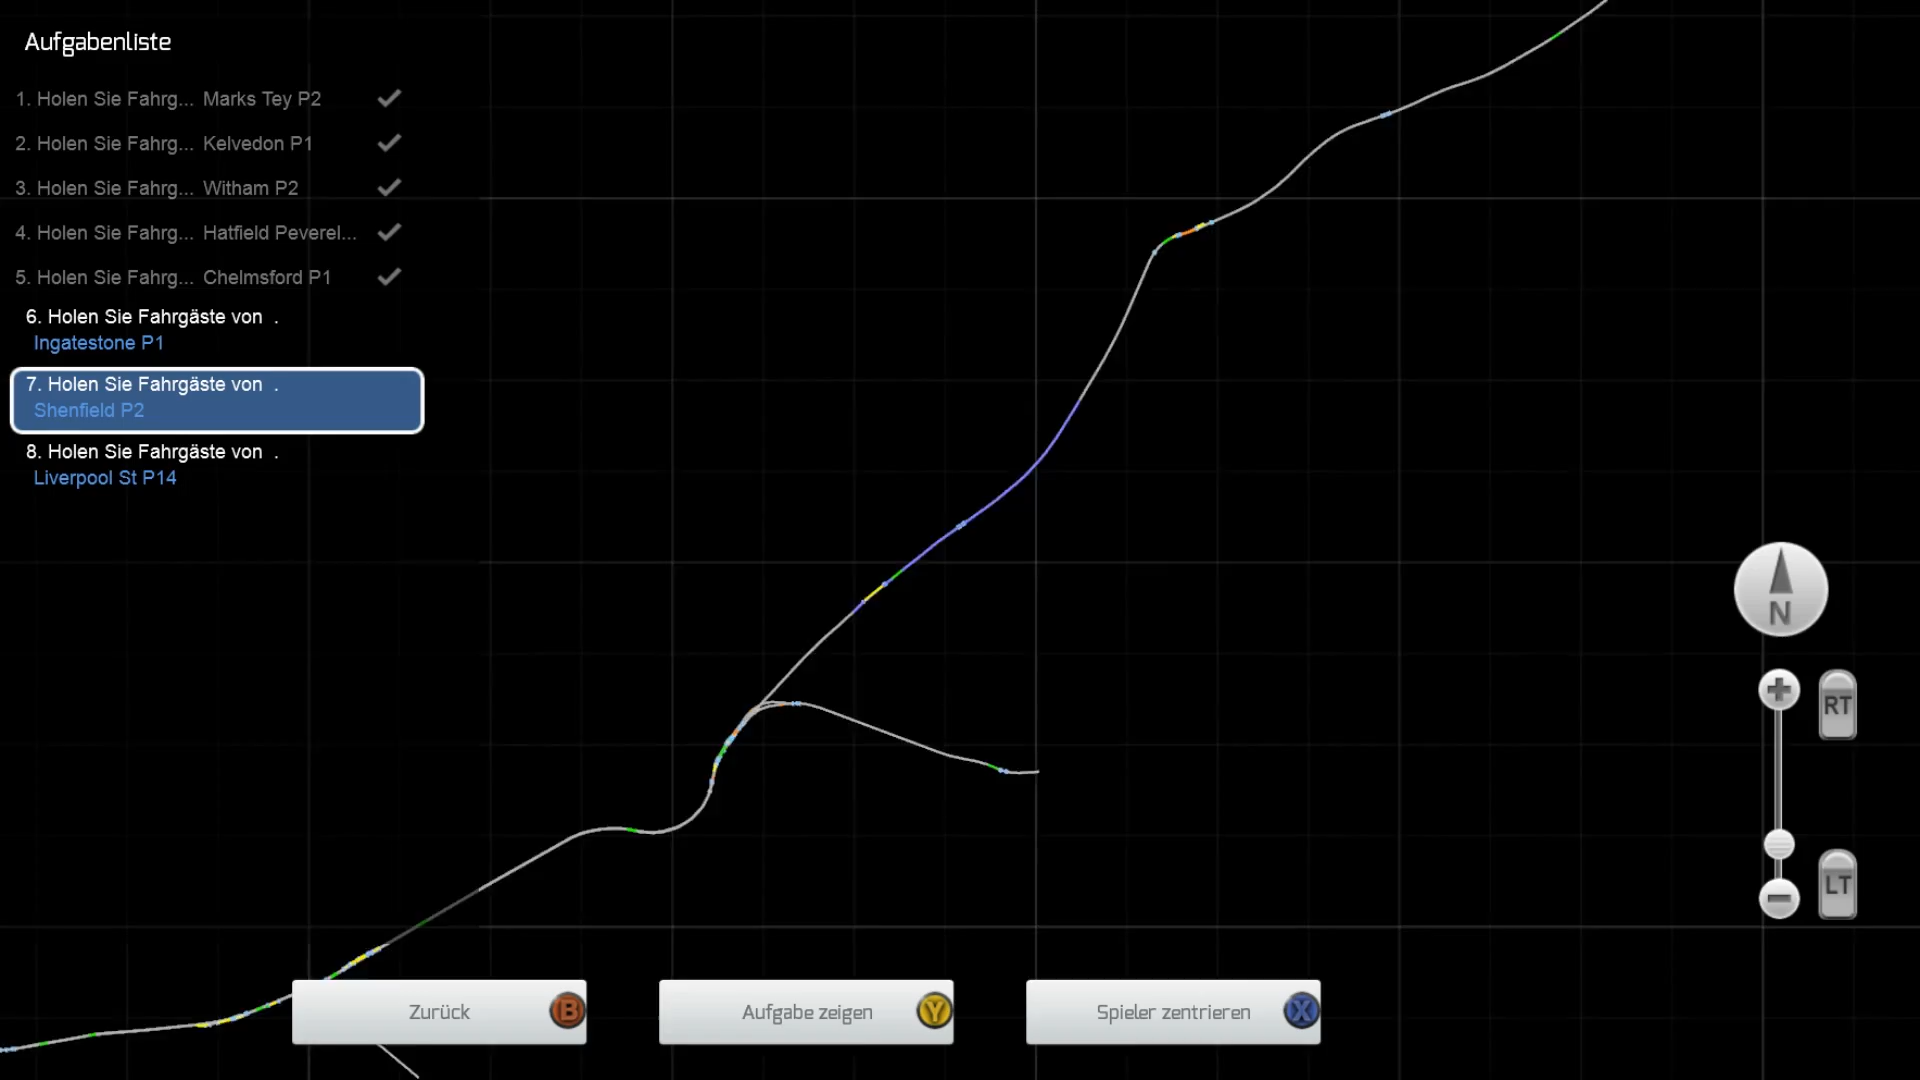 Aufgabenliste
1. Holen Sie Fahrg... Marks Tey P2
2. Holen Sie Fahrg... Kelvedon P1
3. Holen Sie Fahrg... Witham P2
4. Holen Sie Fahrg... Hatfield Peverel...
5. Holen Sie Fahrg... Chelmsford P1
6. Holen Sie Fahrgäste von .
Ingatestone P1
7. Holen Sie Fahrgäste von .
Shenfield P2
8. Holen Sie Fahrgäste von .
Liverpool St P14
N
RT
LT
Zurück B
Aufgabe zeigen Y
Spieler zentrieren X